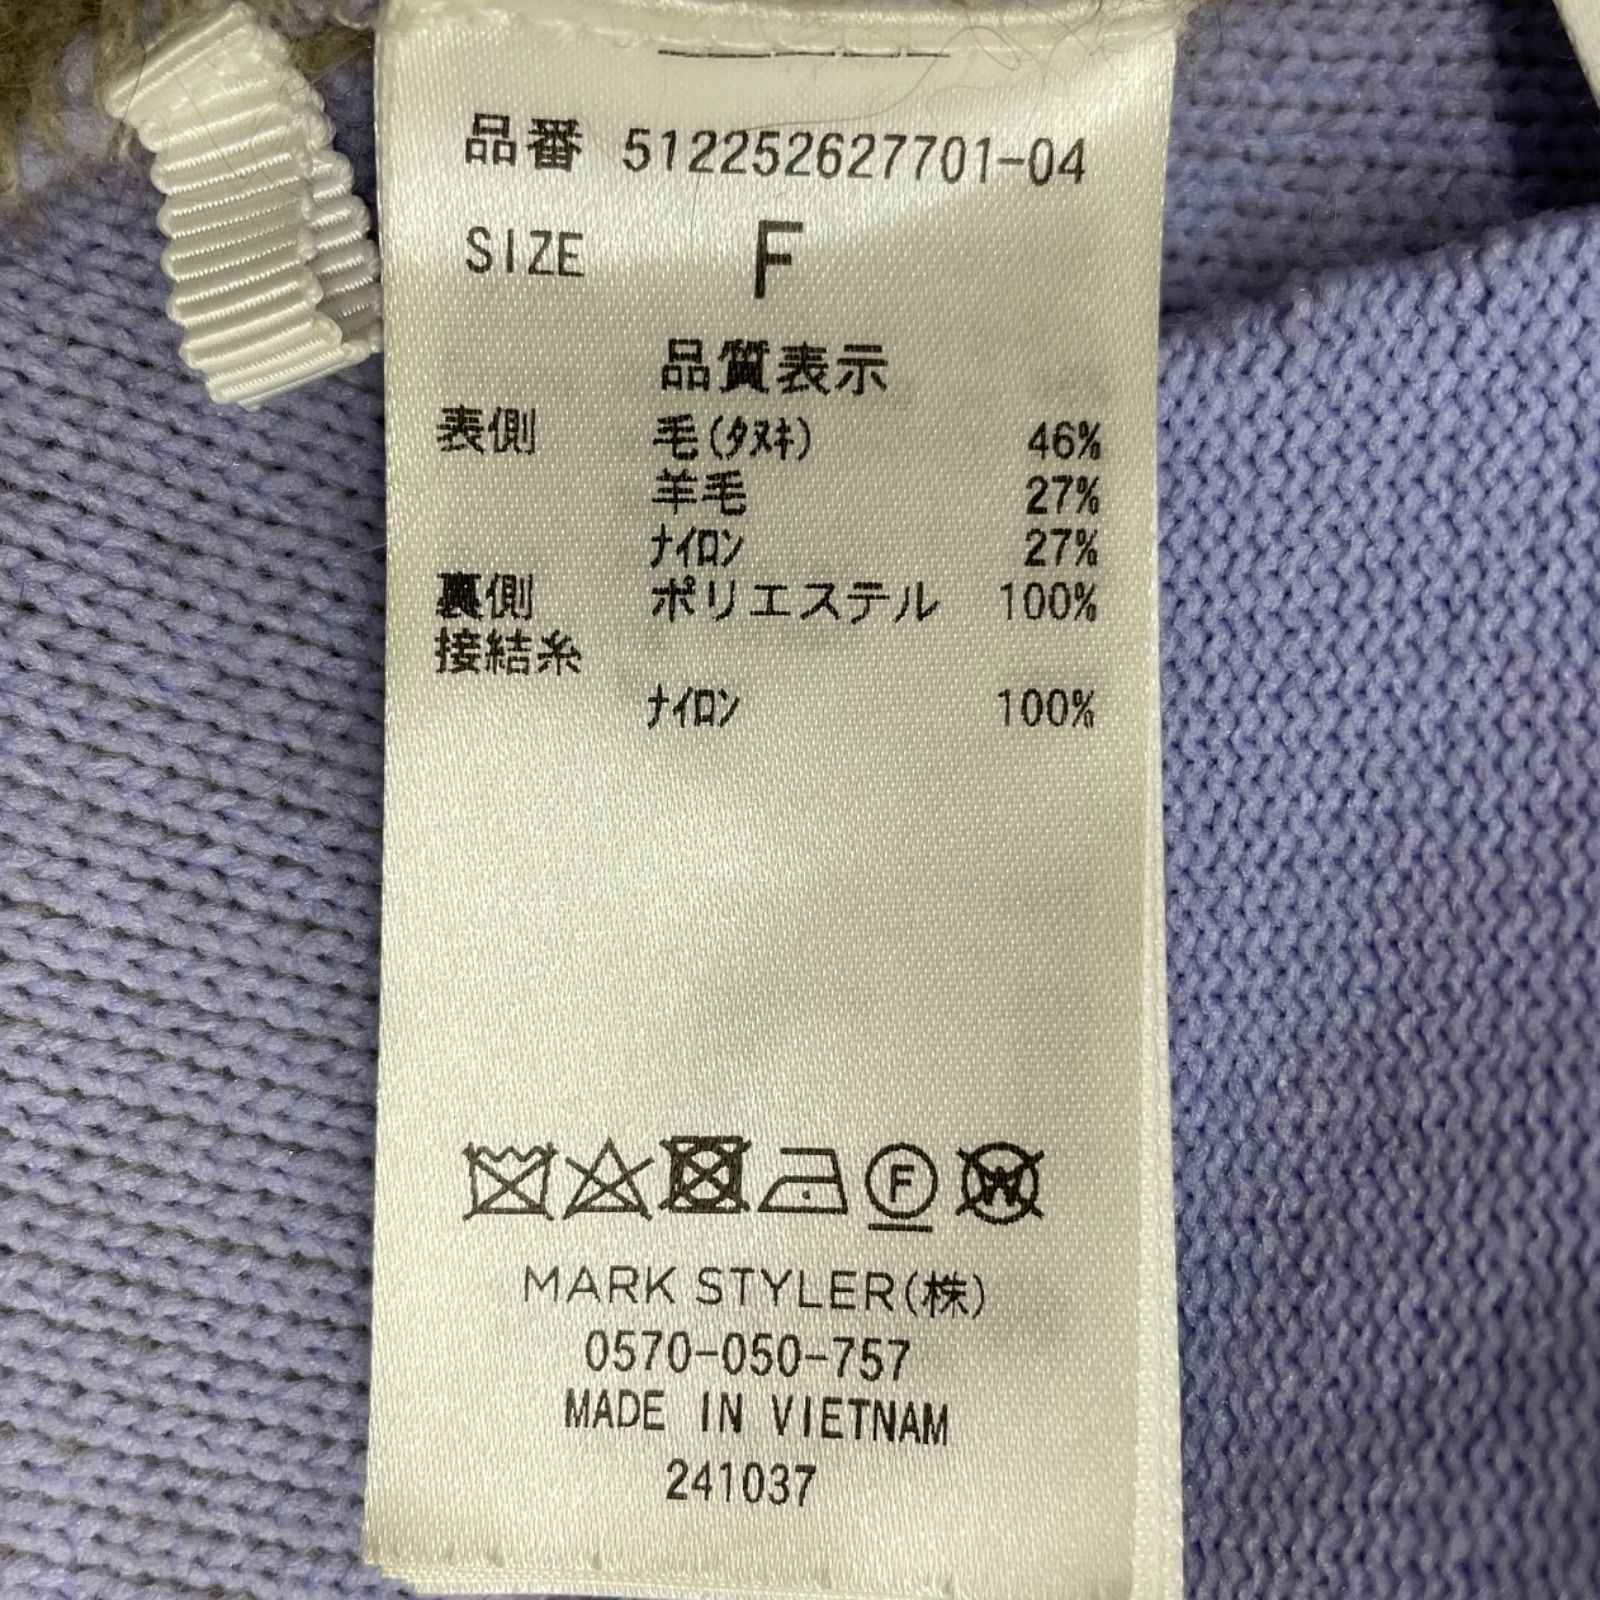 品番 512252627701-04
SIZE F
品質表示
表側 毛(ﾀﾇｷ) 46%
羊毛 27%
ﾅｲﾛﾝ 27%
裏側 ポリエステル 100%
接結糸
ﾅｲﾛﾝ 100%
F W
MARK STYLER(株)
0570-050-757
MADE IN VIETNAM
241037